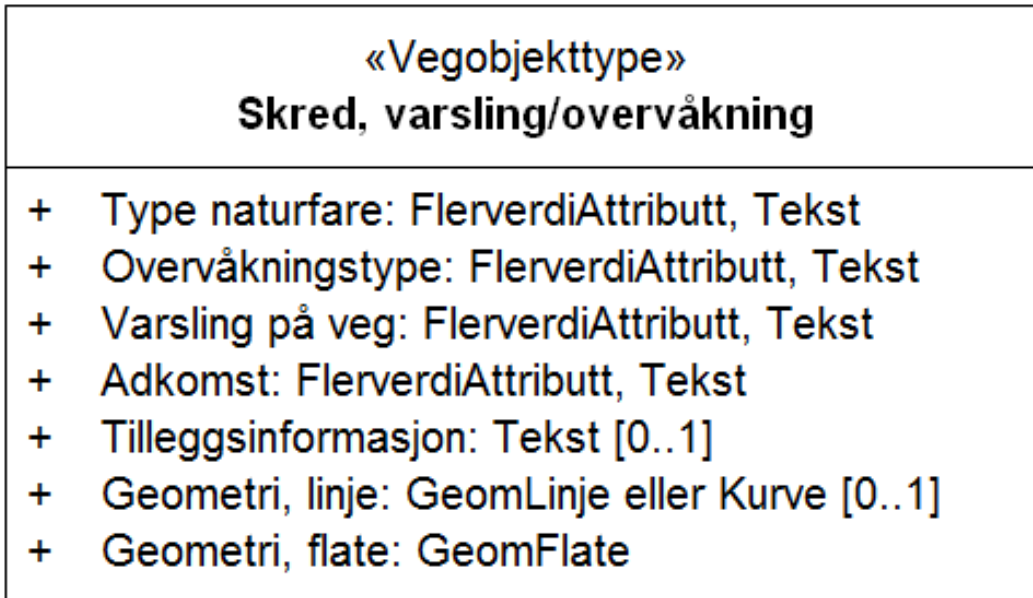 «Vegobjekttype»
Skred, varsling/overvåkning
+ Type naturfare: FlerverdiAttributt, Tekst
+ Overvåkningstype: FlerverdiAttributt, Tekst
+ Varsling på veg: FlerverdiAttributt, Tekst
+ Adkomst: FlerverdiAttributt, Tekst
+ Tilleggsinformasjon: Tekst [0..1]
+ Geometri, linje: GeomLinje eller Kurve [0..1]
+ Geometri, flate: GeomFlate